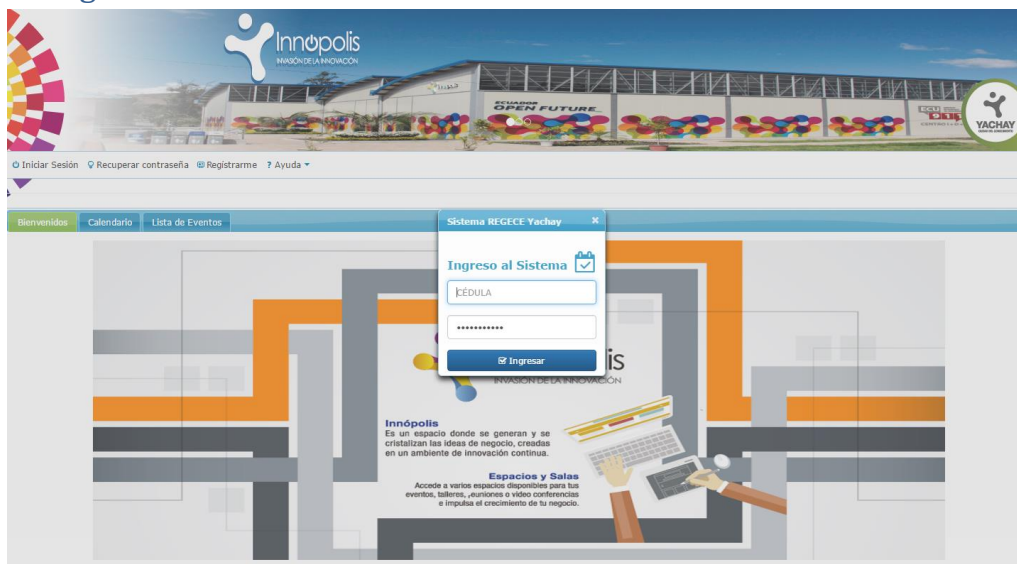 Innopolis
INVASIÓN DE LA INNOVACIÓN
ECUADOR
OPEN FUTURE
ECU
911
YACHAY
Iniciar Sesión Recuperar contraseña Registrarme ? Ayuda
Bienvenidos Calendario Lista de Eventos
Sistema REGECE Yachay ×
Ingreso al Sistema
CÉDULA
•••••••••••
Ingresar
is
INVASIÓN DE LA INNOVACIÓN
Innópolis
Es un espacio donde se generan y se
cristalizan las ideas de negocio, creadas
en un ambiente de innovación continua.
Espacios y Salas
Accede a varios espacios disponibles para tus
eventos, talleres, ,euniones o video conferencias
e impulsa el crecimiento de tu negocio.